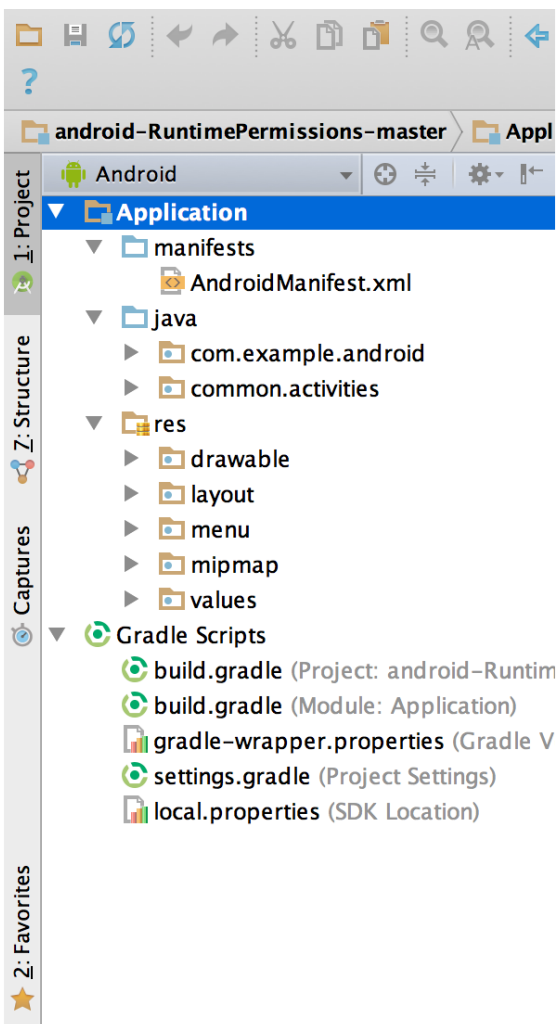 ?
android-RuntimePermissions-master
Appl
Android
1: Project
Application
manifests
AndroidManifest.xml
java
com.example.android
common.activities
7: Structure
res
drawable
layout
menu
mipmap
values
Captures
Gradle Scripts
build.gradle (Project: android-Runtim
build.gradle (Module: Application)
gradle-wrapper.properties (Gradle V
settings.gradle (Project Settings)
local.properties (SDK Location)
2: Favorites